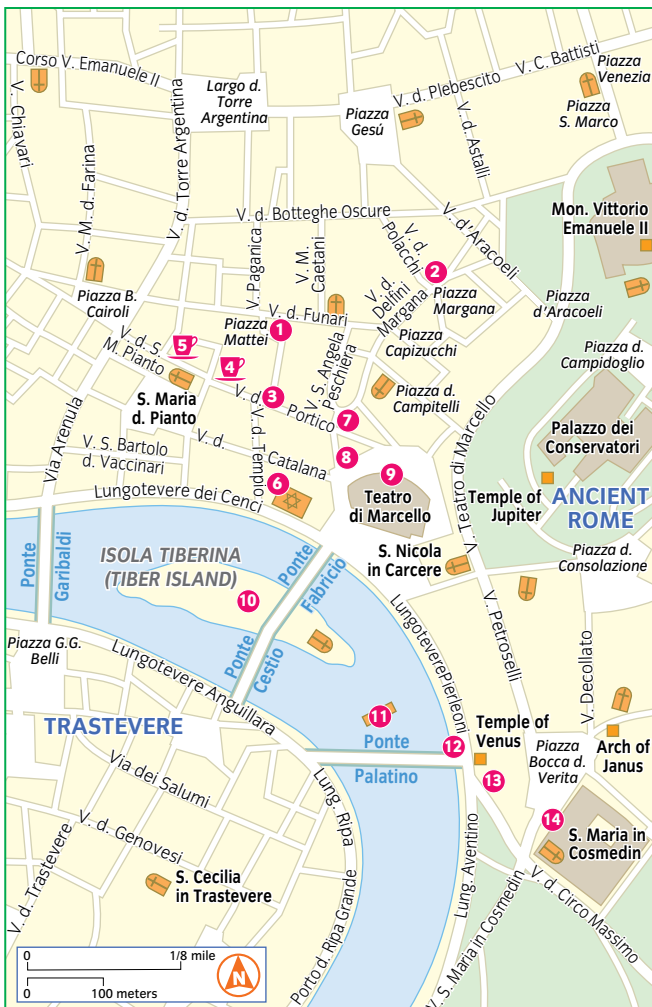 Corso V. Emanuele II
V. Chiavari
V. M. d. Farina
V. d. Torre Argentina
Largo d.
Torre
Argentina
Piazza
Gesú
V. d. Plebescito
V. C. Battisti
Piazza
Venezia
Piazza
S. Marco
V. d. Astalli
V. d. Botteghe Oscure
V. d'Aracoeli
Mon. Vittorio
Emanuele II
V. Paganica
V. M.
Caetani
V. d.
Polacchi
2
V. d.
Delfini
Margana
Piazza
Margana
Piazza
d'Aracoeli
Piazza B.
Cairoli
V. d. Funari
Piazza
Mattei
1
Piazza
Capizucchi
Piazza d.
Campidoglio
V. d. S.
M. Pianto
5
4
S. Maria
d. Pianto
3
V. d. Portico
V. S. Angela
Peschiera
7
Piazza d.
Campitelli
Palazzo dei
Conservatori
Via Arenula
V. S. Bartolo
d. Vaccinari
V. d.
Catalana
V. d. Tempio
8
9
Teatro
di Marcello
V. Teatro di Marcello
Temple of
Jupiter
ANCIENT
ROME
6
Lungotevere dei Cenci
Piazza d.
Consolazione
S. Nicola
in Carcere
Ponte
Garibaldi
ISOLA TIBERINA
(TIBER ISLAND)
Ponte
Fabricio
10
Ponte
Cestio
Lungotevere Pierleoni
V. Petroselli
V. Decollato
Piazza G.G.
Belli
Lungotevere Anguillara
TRASTEVERE
11
Ponte
Palatino
12
Temple of
Venus
13
Piazza
Bocca d.
Verita
Arch of
Janus
14
S. Maria in
Cosmedin
Via dei Salumi
V. d. Genovesi
V. d. Trastevere
S. Cecilia
in Trastevere
Lung. Ripa
Porto d. Ripa Grande
Lung. Aventino
V. S. Maria in Cosmedin
V. d. Circo Massimo
0
1/8 mile
0
100 meters
N